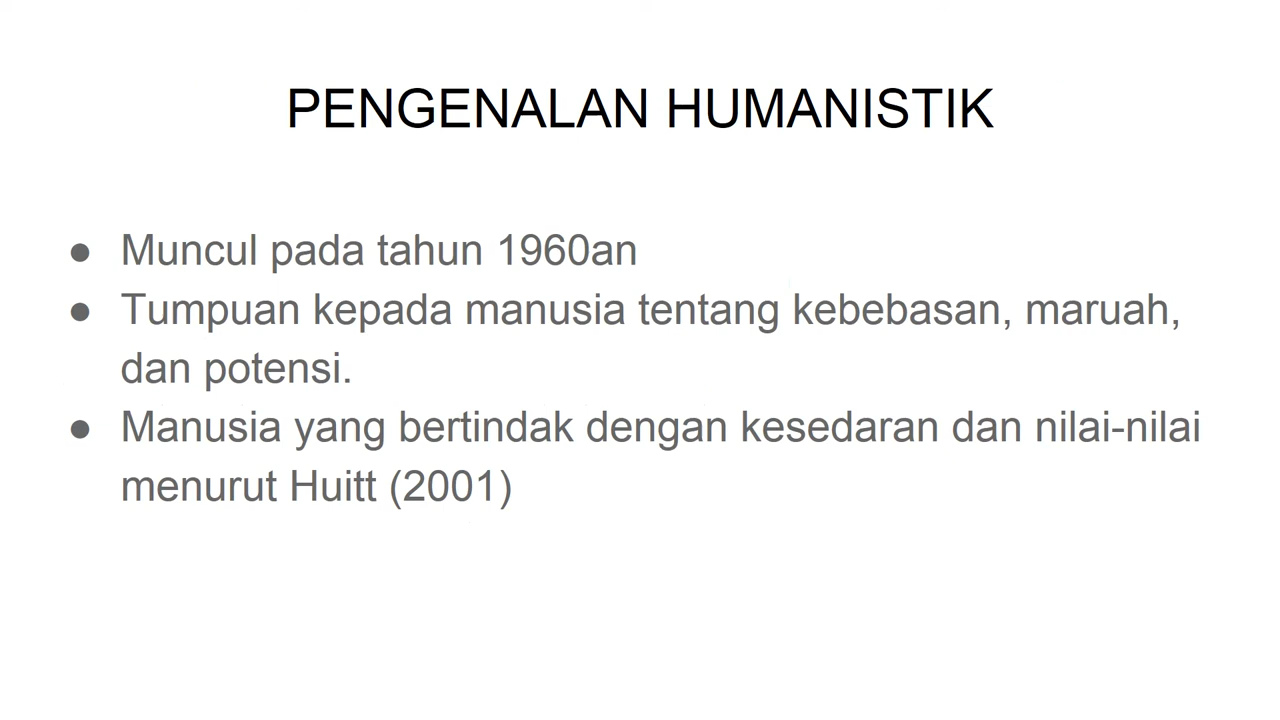 PENGENALAN HUMANISTIK
● Muncul pada tahun 1960an
● Tumpuan kepada manusia tentang kebebasan, maruah,
dan potensi.
● Manusia yang bertindak dengan kesedaran dan nilai-nilai
menurut Huitt (2001)